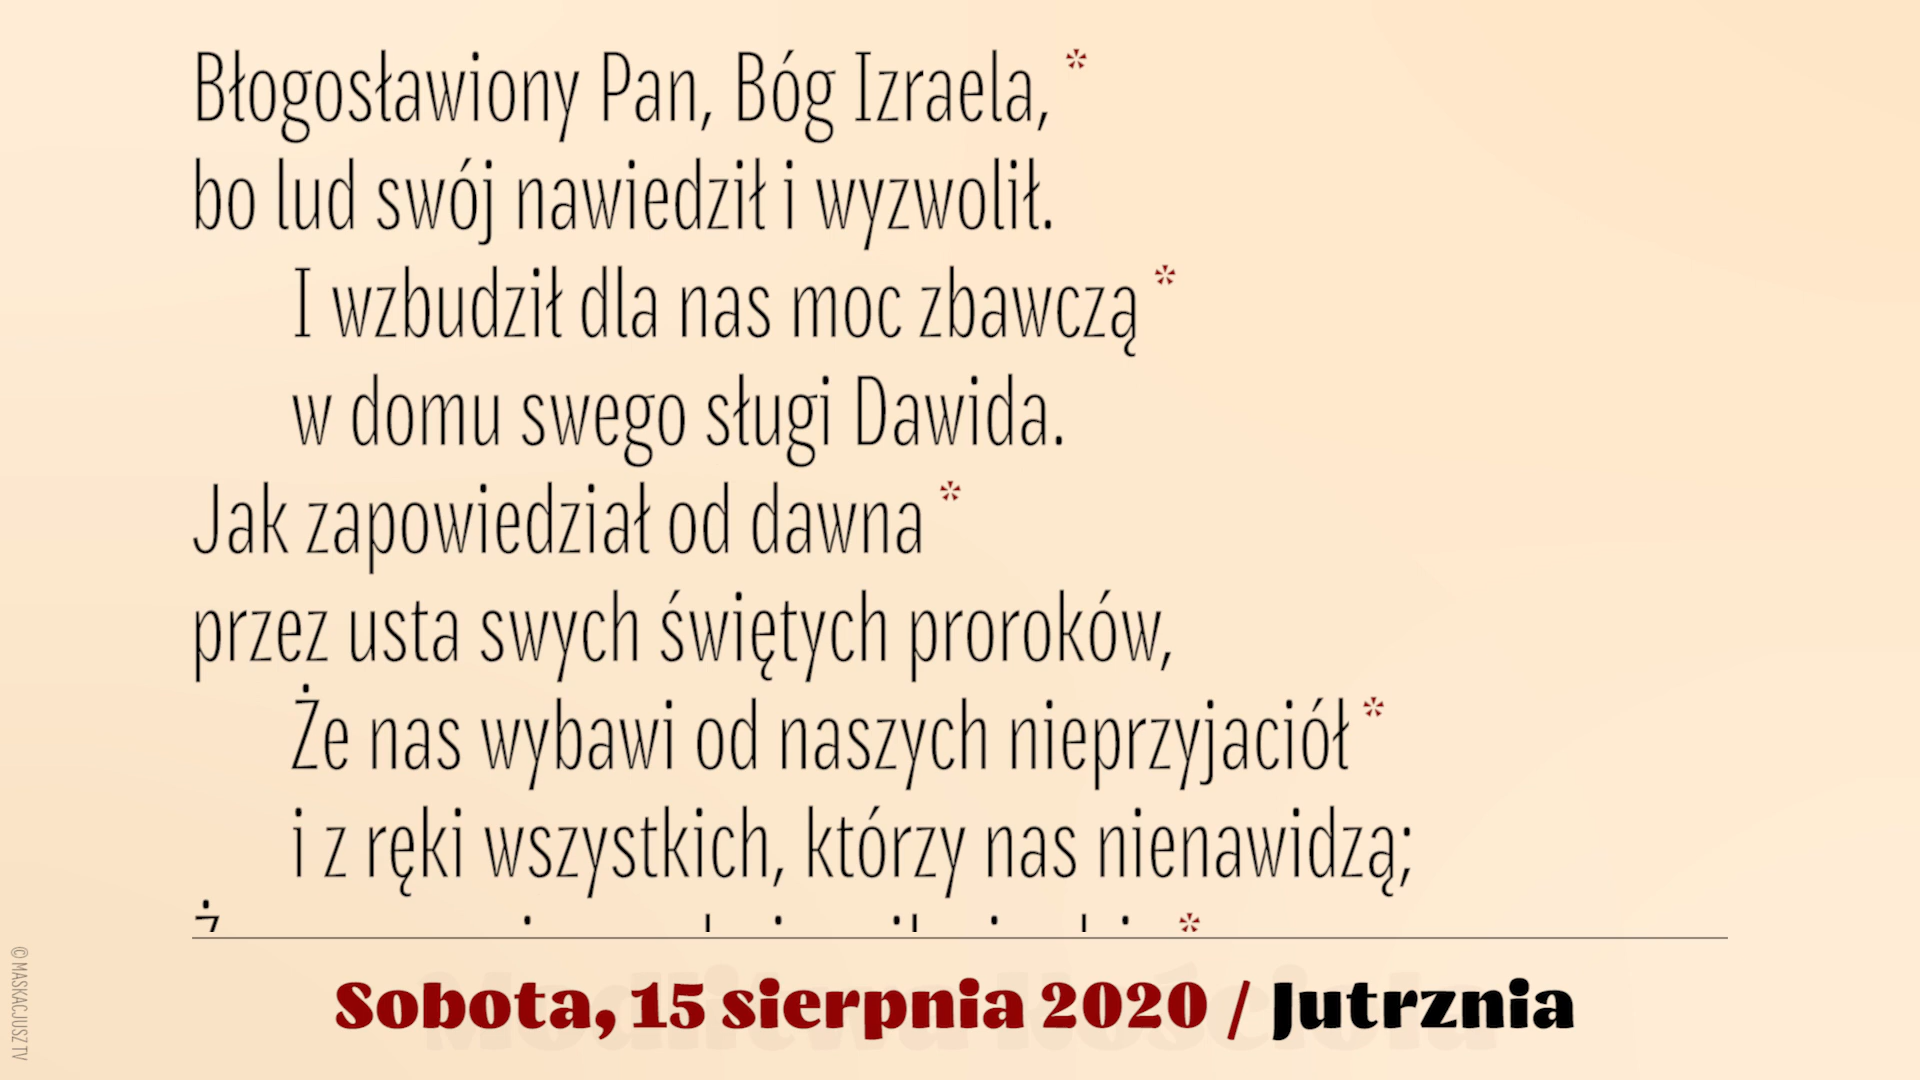 Błogosławiony Pan, Bóg Izraela, *
bo lud swój nawiedził i wyzwolił.
I wzbudził dla nas moc zbawczą *
w domu swego sługi Dawida.
Jak zapowiedział od dawna *
przez usta swych świętych proroków,
Że nas wybawi od naszych nieprzyjaciół *
i z ręki wszystkich, którzy nas nienawidzą;
*
Sobota, 15 sierpnia 2020 / Jutrznia
© MASKACJUSZ TV